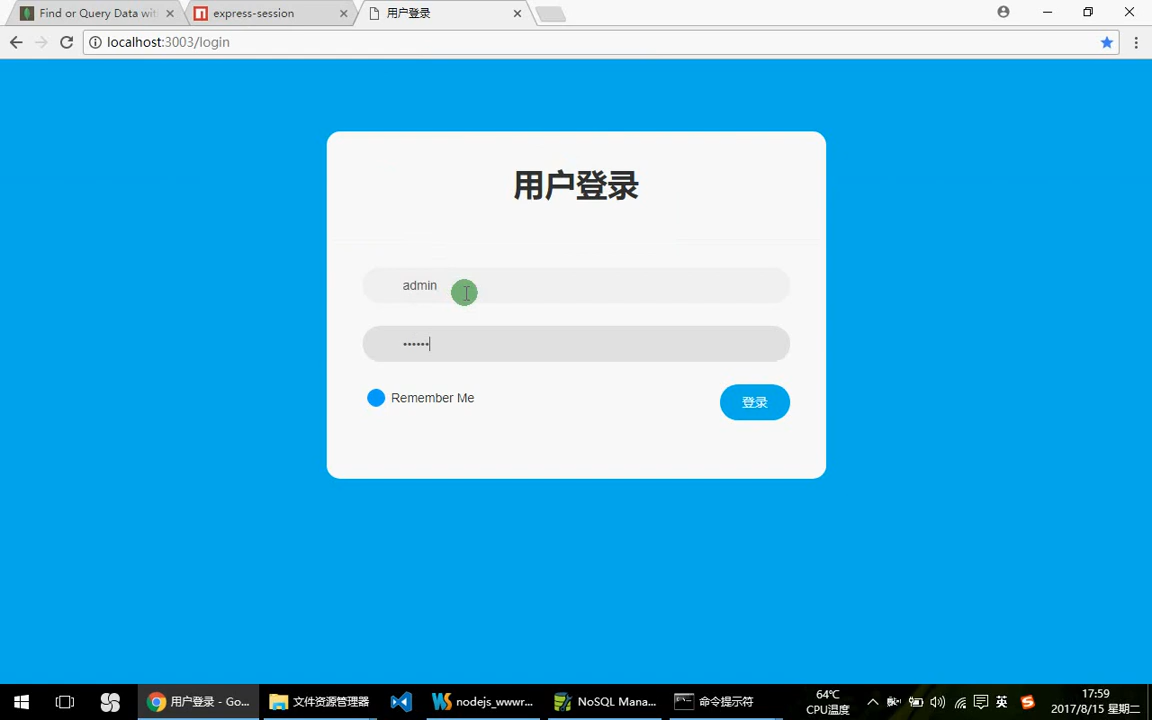 Find or Query Data wit
express-session
用户登录
localhost:3003/login
用户登录
admin
••••••
Remember Me
登录
用户登录 - Go...
文件资源管理器
nodejs_wwwr...
NoSQL Mana...
命令提示符
64℃
CPU温度
英
17:59
2017/8/15 星期二